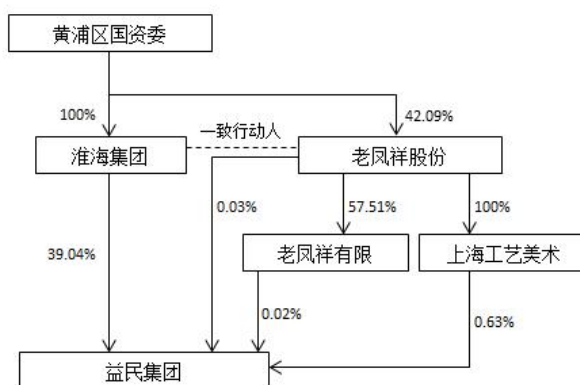 黄浦区国资委
100%
42.09%
一致行动人
淮海集团
老凤祥股份
0.03%
57.51%
100%
39.04%
老凤祥有限
上海工艺美术
0.02%
0.63%
益民集团